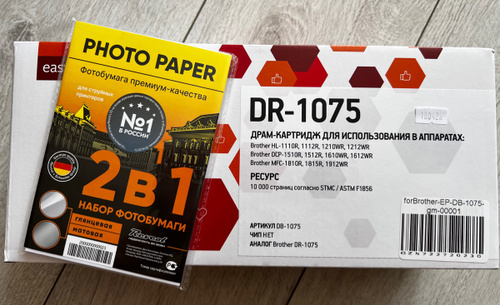 eas
PHOTO PAPER
Фотобумага премиум-качества
для струйных
принтеров
№1
В РОССИИ
2 в 1
НАБОР ФОТОБУМАГИ
ГЛЯНЦЕВАЯ
МАТОВАЯ
Revcol
DR-1075
ДРАМ-КАРТРИДЖ ДЛЯ ИСПОЛЬЗОВАНИЯ В АППАРАТАХ:
Brother HL-1110R, 1112R, 1210WR, 1212WR
Brother DCP-1510R, 1512R, 1610WR, 1612WR
Brother MFC-1810R, 1815R, 1912WR
РЕСУРС
10 000 страниц согласно STMC / ASTM F1856
АРТИКУЛ DB-1075
ЧИП НЕТ
АНАЛОГ Brother DR-1075
forBrother-EP-DB-1075-
gm-00001